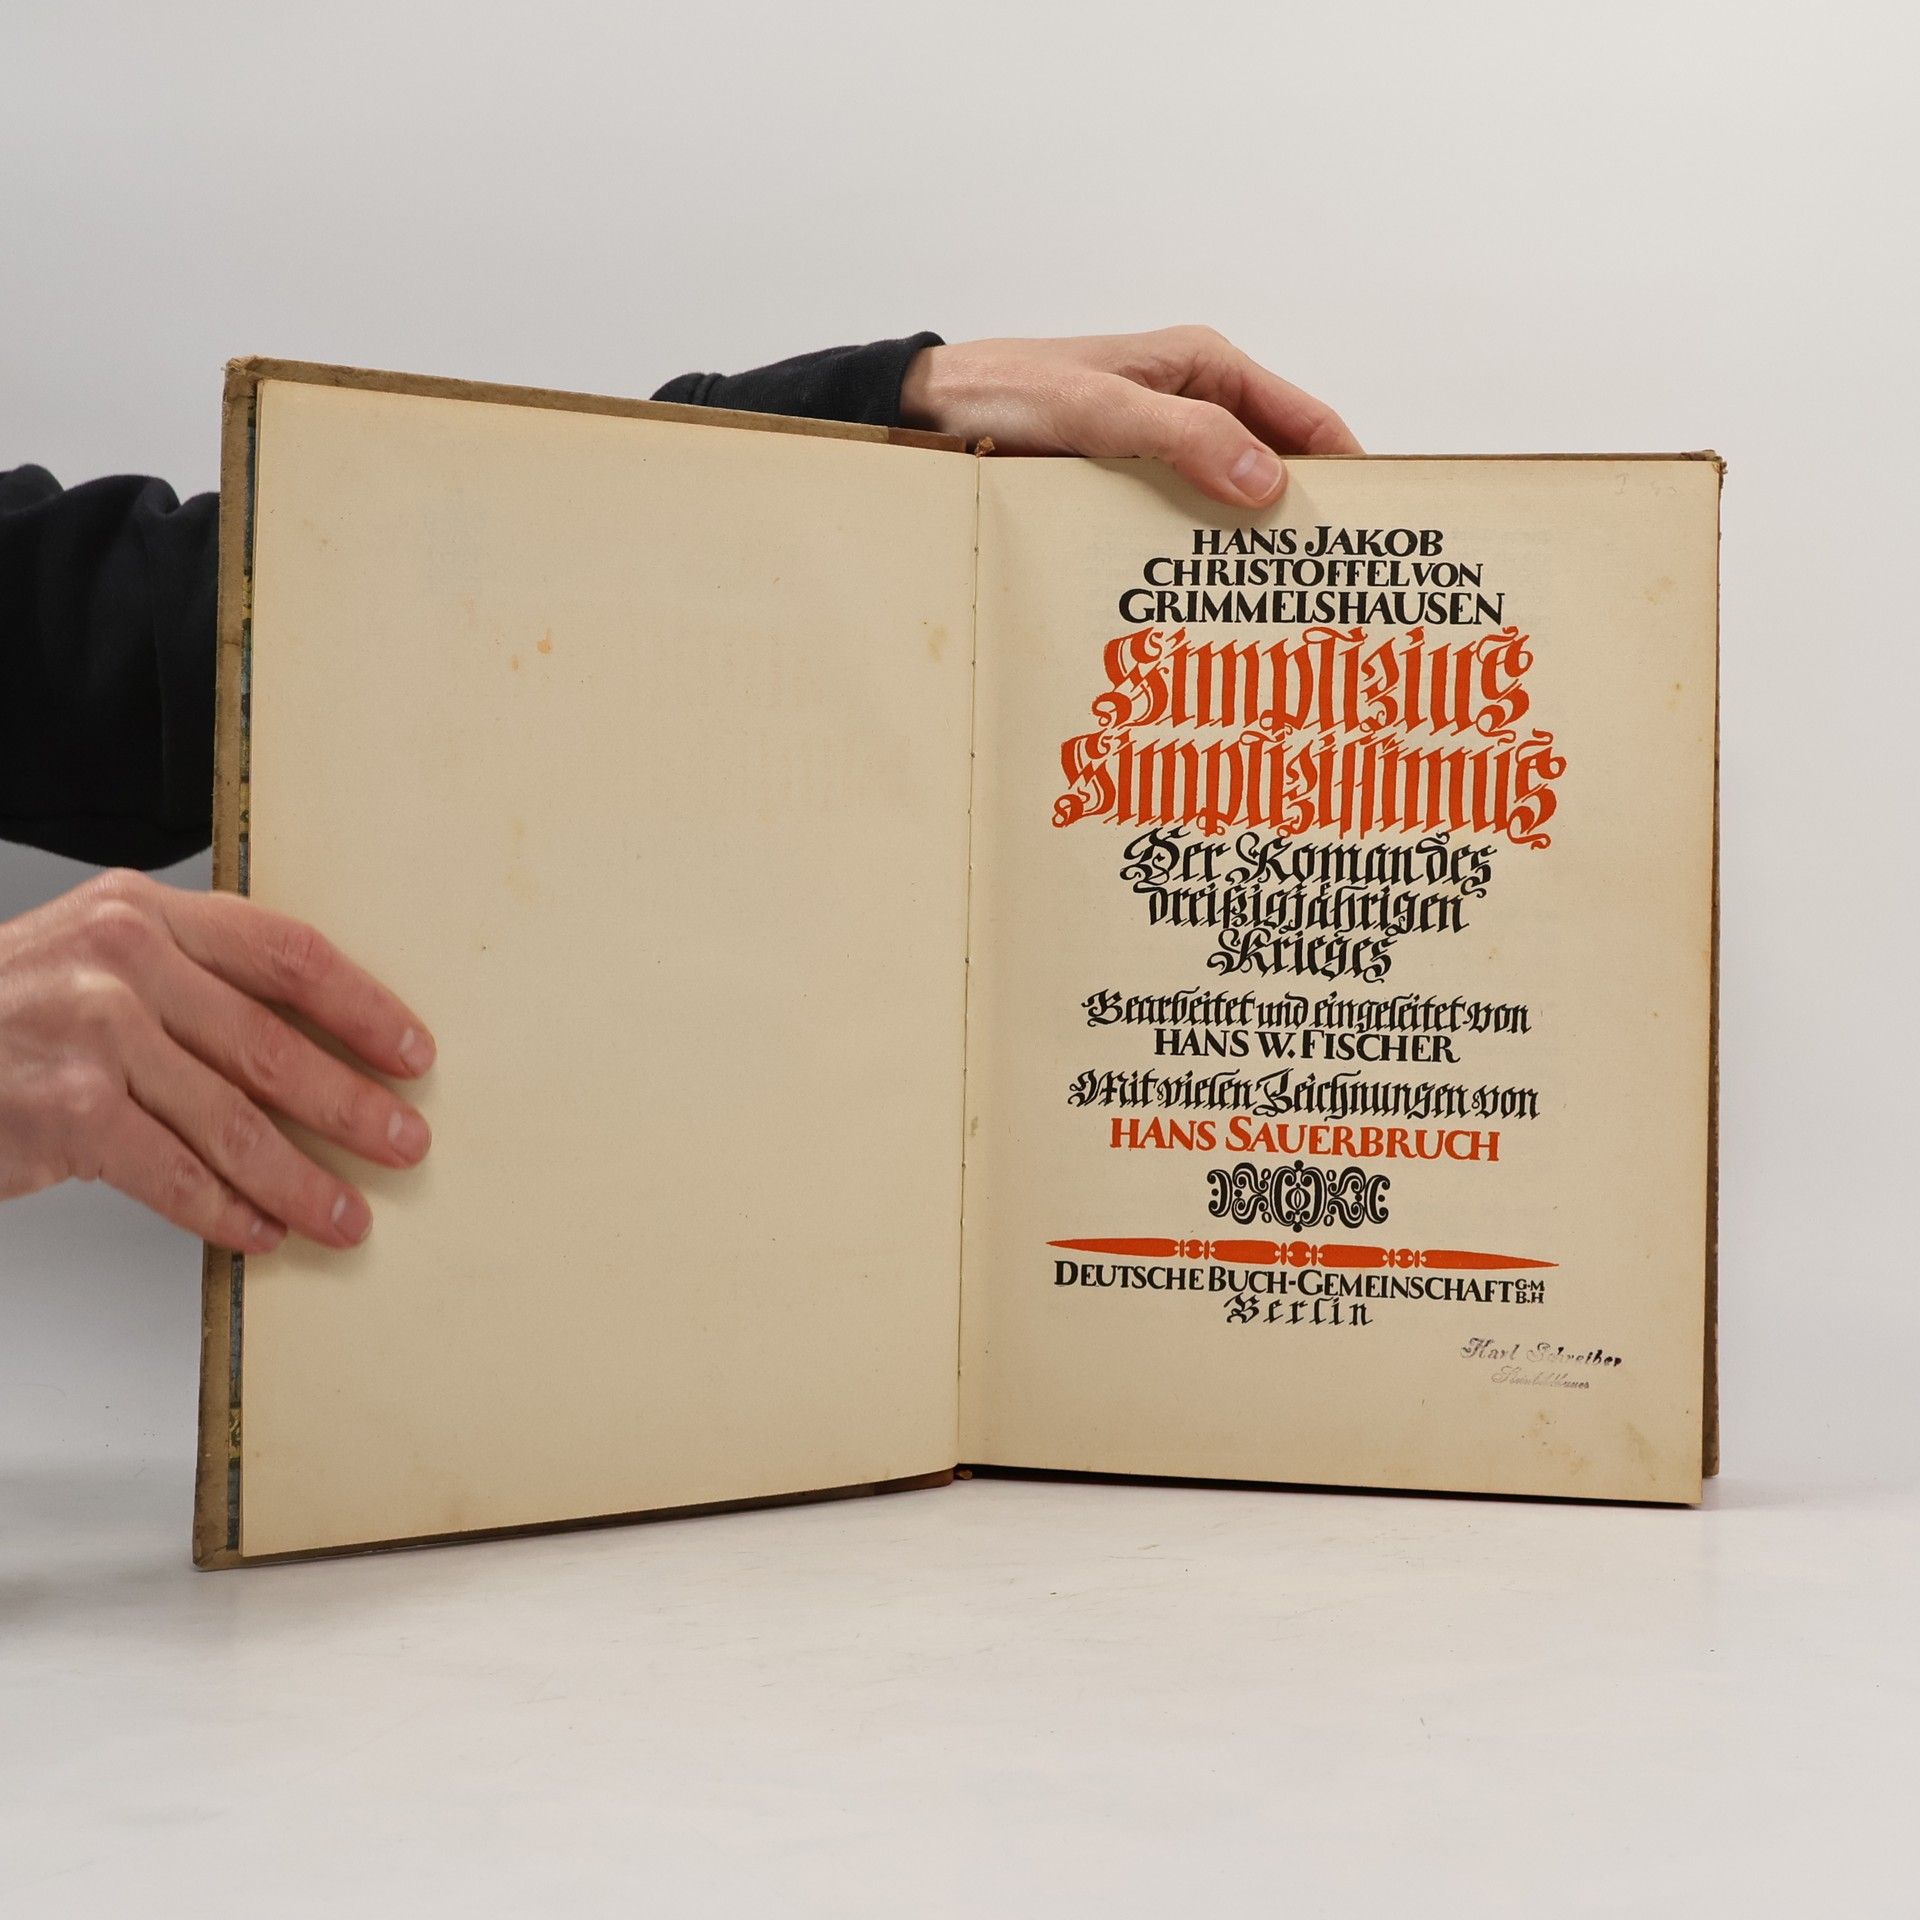 HANS JAKOB
CHRISTOFFEL VON
GRIMMELSHAUSEN
Simplizius
Simplizissimus
Der Roman des
dreißigjährigen
Krieges
Bearbeitet und eingeleitet von
HANS W. FISCHER
Mit vielen Zeichnungen von
HANS SAUERBRUCH
DEUTSCHE BUCH-GEMEINSCHAFT G.M.B.H
Berlin
Karl Schreiber